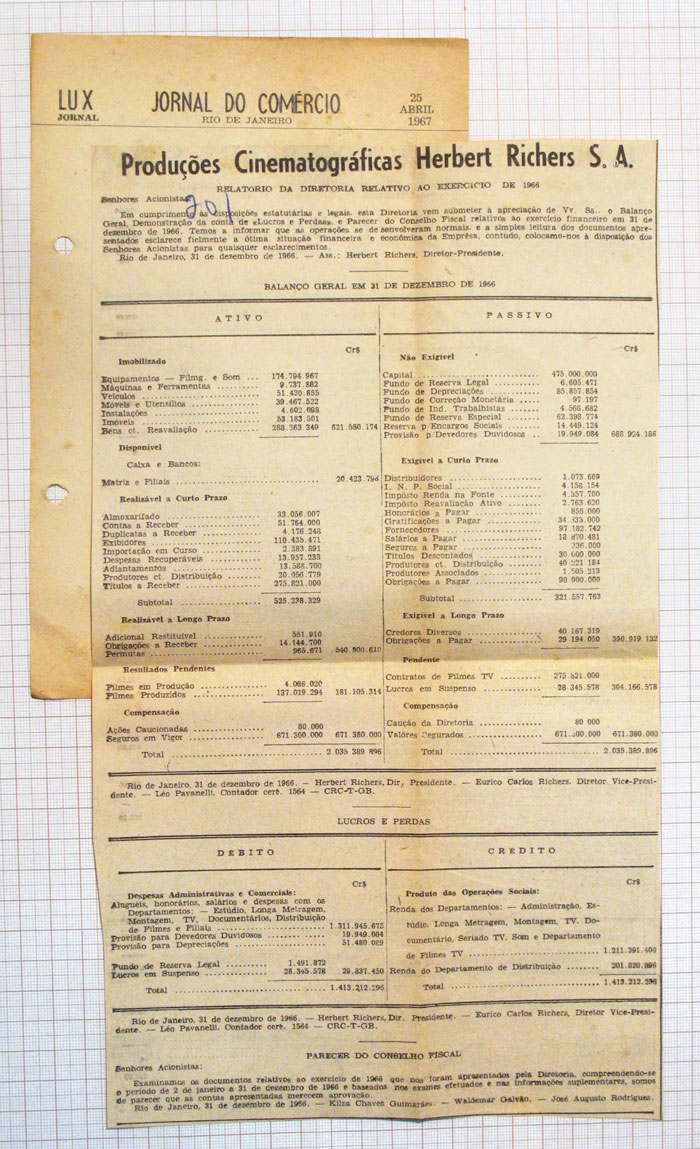 LUX
JORNAL
JORNAL DO COMÉRCIO
RIO DE JANEIRO
25
ABRIL
1967
Produções Cinematográficas Herbert Richers S. A.
RELATORIO DA DIRETORIA RELATIVO AO EXERCICIO DE 1966
Senhores Acionistas
201
Em cumprimento às disposições estatutárias e legais, esta Diretoria vem submeter à apreciação de Vv. Ss., o Balanço
Geral, Demonstração da conta de «Lucros e Perdas», e Parecer do Conselho Fiscal relativos ao exercício financeiro em 31 de
dezembro de 1966. Temos a informar que as operações se desenvolveram normais, e a simples leitura dos documentos apre-
sentados esclarece fielmente a ótima situação financeira e econômica da Emprêsa, contudo, colocamo-nos à disposição dos
Senhores Acionistas para quaisquer esclarecimentos.
Rio de Janeiro, 31 de dezembro de 1966. — Ass.: Herbert Richers, Diretor-Presidente.
BALANÇO GERAL EM 31 DE DEZEMBRO DE 1966
ATIVO
Cr$
Imobilizado
Equipamentos — Filmg. e Som ... 174.794.967
Máquinas e Ferramentas ... 9.737.882
Veículos ... 51.430.855
Móveis e Utensílios ... 39.467.522
Instalações ... 4.602.098
Imóveis ... 53.183.501
Bens ct. Reavaliação ... 288.363.349 621.580.174
Disponível
Caixa e Bancos:
Matriz e Filiais ... 20.423.796
Realizável a Curto Prazo
Almoxarifado ... 33.056.007
Contas a Receber ... 51.764.000
Duplicatas a Receber ... 4.176.248
Exibidores ... 110.435.471
Importação em Curso ... 2.383.891
Despesas Recuperáveis ... 13.957.233
Adiantamentos ... 13.588.700
Produtores ct. Distribuição ... 20.056.779
Títulos a Receber ... 275.821.000
Subtotal ... 525.238.329
Realizável a Longo Prazo
Adicional Restituível ... 551.910
Obrigações a Receber ... 14.144.700
Permutas ... 965.671 540.900.610
Resultados Pendentes
Filmes em Produção ... 4.086.020
Filmes Produzidos ... 137.019.294 181.105.314
Compensação
Ações Caucionadas ... 80.000
Seguros em Vigor ... 671.300.000 671.380.000
Total ... 2.035.389.896
PASSIVO
Cr$
Não Exigível
Capital ... 475.000.000
Fundo de Reserva Legal ... 6.605.471
Fundo de Depreciações ... 85.857.854
Fundo de Correção Monetária ... 97.197
Fundo de Ind. Trabalhistas ... 4.566.682
Fundo de Reserva Especial ... 62.398.774
Reserva p/Encargos Sociais ... 14.449.124
Provisão p/Devedores Duvidosos .. 19.949.084 668.924.186
Exigível a Curto Prazo
Distribuidores ... 1.073.669
I. N. P. Social ... 4.158.154
Impôsto Renda na Fonte ... 4.357.700
Impôsto Reavaliação Ativo ... 2.763.620
Honorários a Pagar ... 856.000
Gratificações a Pagar ... 34.335.000
Fornecedores ... 97.182.742
Salários a Pagar ... 18.870.481
Seguros a Pagar ... 236.000
Títulos Descontados ... 30.000.000
Produtores ct. Distribuição ... 40.221.184
Produtores Associados ... 1.505.213
Obrigações a Pagar ... 90.900.000
Subtotal ... 321.557.763
Exigível a Longo Prazo
Credores Diversos ... 40.167.319
Obrigações a Pagar ... 29.194.050 390.919.132
Pendente
Contratos de Filmes TV ... 275.821.000
Lucros em Suspenso ... 28.345.578 304.166.578
Compensação
Caução da Diretoria ... 80.000
Valôres Segurados ... 671.300.000 671.380.000
Total ... 2.035.389.896
Rio de Janeiro, 31 de dezembro de 1966. — Herbert Richers, Dir. Presidente. — Eurico Carlos Richers, Diretor Vice-Presi-
dente. — Léo Pavanelli. Contador cert. 1564 — CRC-T-GB.
LUCROS E PERDAS
DÉBITO
Cr$
Despesas Administrativas e Comerciais:
Aluguéis, honorários, salários e despesas com os
Departamentos: — Estúdio, Longa Metragem,
Montagem, TV, Documentários, Distribuição
de Filmes e Filiais ... 1.311.945.673
Provisão para Devedores Duvidosos ... 19.949.084
Provisão para Depreciações ... 51.480.089
Fundo de Reserva Legal ... 1.491.872
Lucros em Suspenso ... 28.345.578 29.837.450
Total ... 1.413.212.296
CRÉDITO
Cr$
Produto das Operações Sociais:
Renda dos Departamentos: — Administração, Es-
túdio, Longa Metragem, Montagem, TV, Do-
cumentário, Seriado TV, Som e Departamento
de Filmes TV ... 1.211.391.400
Renda do Departamento de Distribuição ... 201.820.896
Total ... 1.413.212.296
Rio de Janeiro, 31 de dezembro de 1966. — Herbert Richers, Dir. Presidente. — Eurico Carlos Richers, Diretor Vice-Presi-
dente. — Léo Pavanelli. Contador cert. 1564 — CRC-T-GB.
PARECER DO CONSELHO FISCAL
Senhores Acionistas:
Examinamos os documentos relativos ao exercício de 1966 que nos foram apresentados pela Diretoria, compreendendo-se
o período de 2 de janeiro a 31 de dezembro de 1966 e baseados nos exames efetuados e nas informações suplementares, somos
de parecer que as contas apresentadas merecem aprovação.
Rio de Janeiro, 31 de dezembro de 1966. — Kilza Chaves Guimarães. — Waldemar Galvão. — José Augusto Rodrigues.